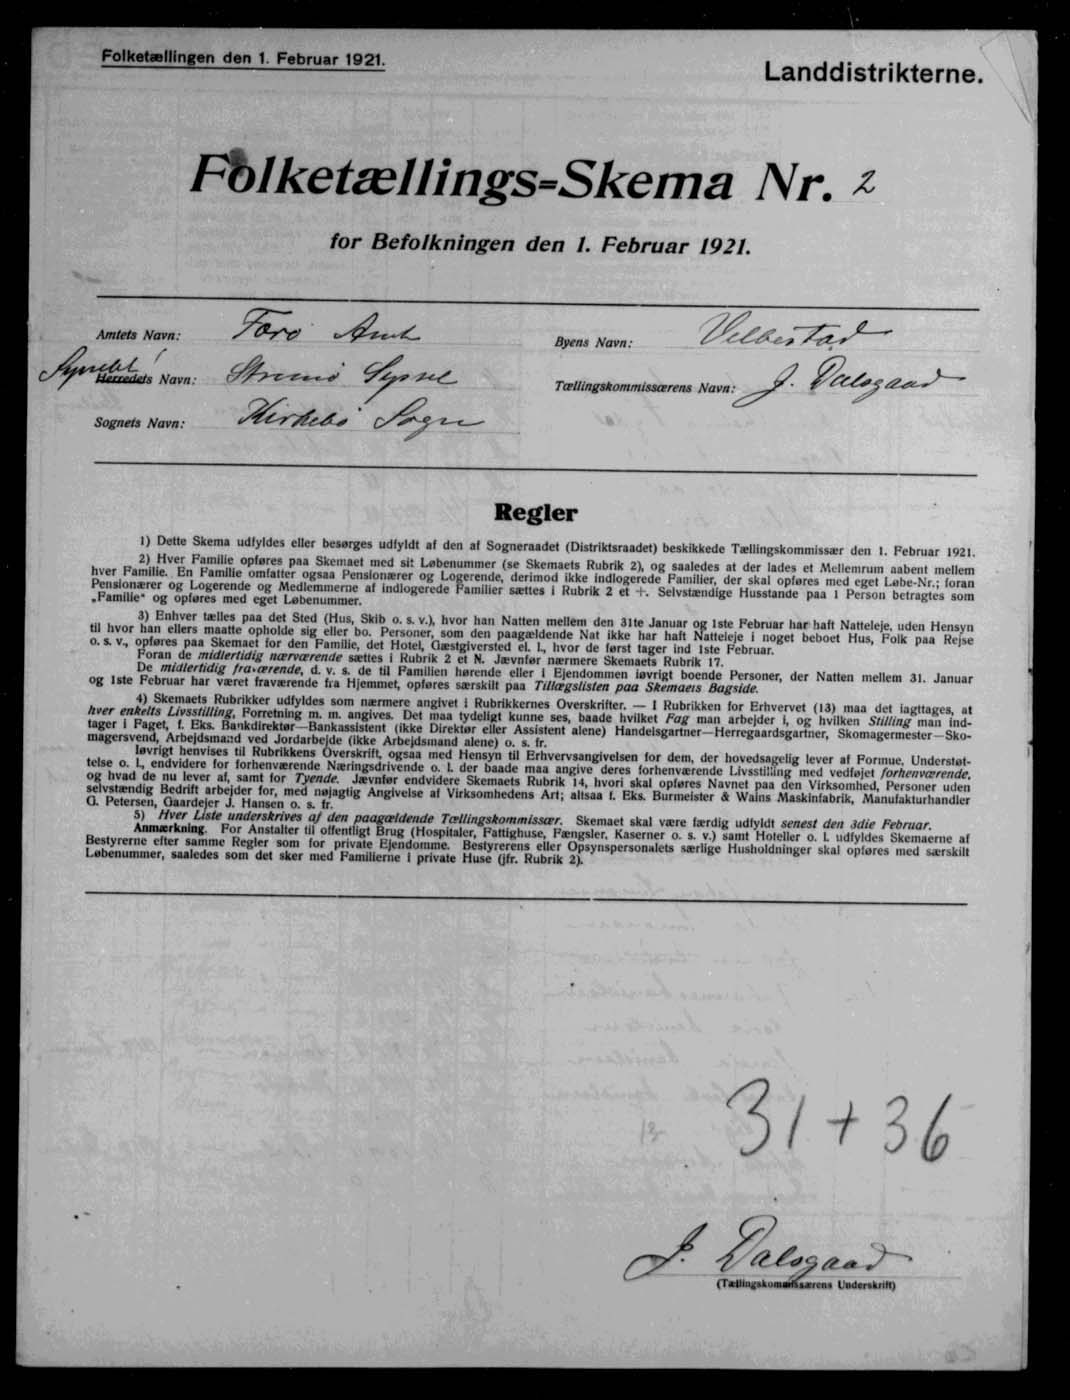 Folketællingen den 1. Februar 1921.
Landdistrikterne.
Folketællings=Skema Nr. 2
for Befolkningen den 1. Februar 1921.
Amtets Navn: Færö Amt
Byens Navn: Velbestad
Herredets Navn: Strömö Syssel
Tællingskommissærens Navn: J. Dalsgaard
Sognets Navn: Kirkebö Sogn
Regler
1) Dette Skema udfyldes eller besørges udfyldt af den af Sogneraadet (Distriktsraadet) beskikkede Tællingskommissær den 1. Februar 1921.
2) Hver Familie opføres paa Skemaet med sit Løbenummer (se Skemaets Rubrik 2), og saaledes at der lades et Mellemrum aabent mellem
hver Familie. En Familie omfatter ogsaa Pensionærer og Logerende, derimod ikke indlogerede Familier, der skal opføres med eget Løbe-Nr.; foran
Pensionærer og Logerende og Medlemmerne af indlogerede Familier sættes i Rubrik 2 et +. Selvstændige Husstande paa 1 Person betragtes som
„Familie“ og opføres med eget Løbenummer.
3) Enhver tælles paa det Sted (Hus, Skib o. s. v.), hvor han Natten mellem den 31te Januar og 1ste Februar har haft Natteleje, uden Hensyn
til hvor han ellers maatte opholde sig eller bo. Personer, som den paagældende Nat ikke har haft Natteleje i noget beboet Hus, Folk paa Rejse
o. s. v., opføres paa Skemaet for den Familie, det Hotel, Gæstgiversted el. l., hvor de først tager ind 1ste Februar.
Foran de midlertidig nærværende sættes i Rubrik 2 et N. Jævnfør nærmere Skemaets Rubrik 17.
De midlertidig fraværende, d. v. s. de til Familien hørende eller i Ejendommen iøvrigt boende Personer, der Natten mellem 31. Januar
og 1ste Februar har været fraværende fra Hjemmet, opføres særskilt paa Tillægslisten paa Skemaets Bagside.
4) Skemaets Rubrikker udfyldes som nærmere angivet i Rubrikkernes Overskrifter. — I Rubrikken for Erhvervet (13) maa det iagttages, at
hver enkelts Livsstilling, Forretning m. m. angives. Det maa tydeligt kunne ses, baade hvilket Fag man arbejder i, og hvilken Stilling man ind-
tager i Faget, f. Eks. Bankdirektør—Bankassistent (ikke Direktør eller Assistent alene) Handelsgartner—Herregaardsgartner, Skomagermester—Sko-
magersvend, Arbejdsmand ved Jordarbejde (ikke Arbejdsmand alene) o. s. fr.
Iøvrigt henvises til Rubrikkens Overskrift, ogsaa med Hensyn til Erhvervsangivelsen for dem, der hovedsagelig lever af Formue, Understøt-
telse o. l., endvidere for forhenværende Næringsdrivende o. l. der baade maa angive deres forhenværende Livsstilling med vedføjet forhenværende,
og hvad de nu lever af, samt for Tyende. Jævnfør endvidere Skemaets Rubrik 14, hvori skal opføres Navnet paa den Virksomhed, Personer uden
selvstændig Bedrift arbejder for, med nøjagtig Angivelse af Virksomhedens Art; altsaa f. Eks. Burmeister & Wains Maskinfabrik, Manufakturhandler
G. Petersen, Gaardejer J. Hansen o. s. fr.
5) Hver Liste underskrives af den paagældende Tællingskommissær. Skemaet skal være færdig udfyldt senest den 3die Februar.
Anmærkning. For Anstalter til offentligt Brug (Hospitaler, Fattighuse, Fængsler, Kaserner o. s. v.) samt Hoteller o. l. udfyldes Skemaerne af
Bestyrerne efter samme Regler som for private Ejendomme. Bestyrerens eller Opsynspersonalets særlige Husholdninger skal opføres med særskilt
Løbenummer, saaledes som det sker med Familierne i private Huse (jfr. Rubrik 2).
31 + 36
J. Dalsgaard
(Tællingskommissærens Underskrift)